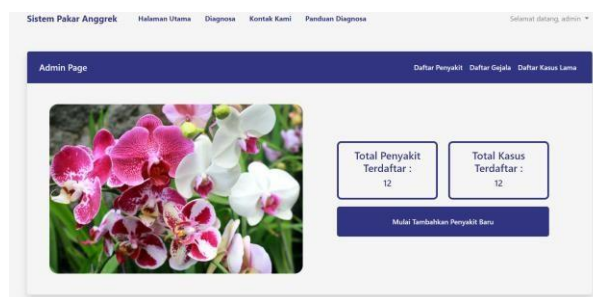 Sistem Pakar Anggrek Halaman Utama Diagnosa Kontak Kami Panduan Diagnosa Selamat datang, admin
Admin Page Daftar Penyakit Daftar Gejala Daftar Kasus Lama
Total Penyakit
Terdaftar :
12
Total Kasus
Terdaftar :
12
Mulai Tambahkan Penyakit Baru